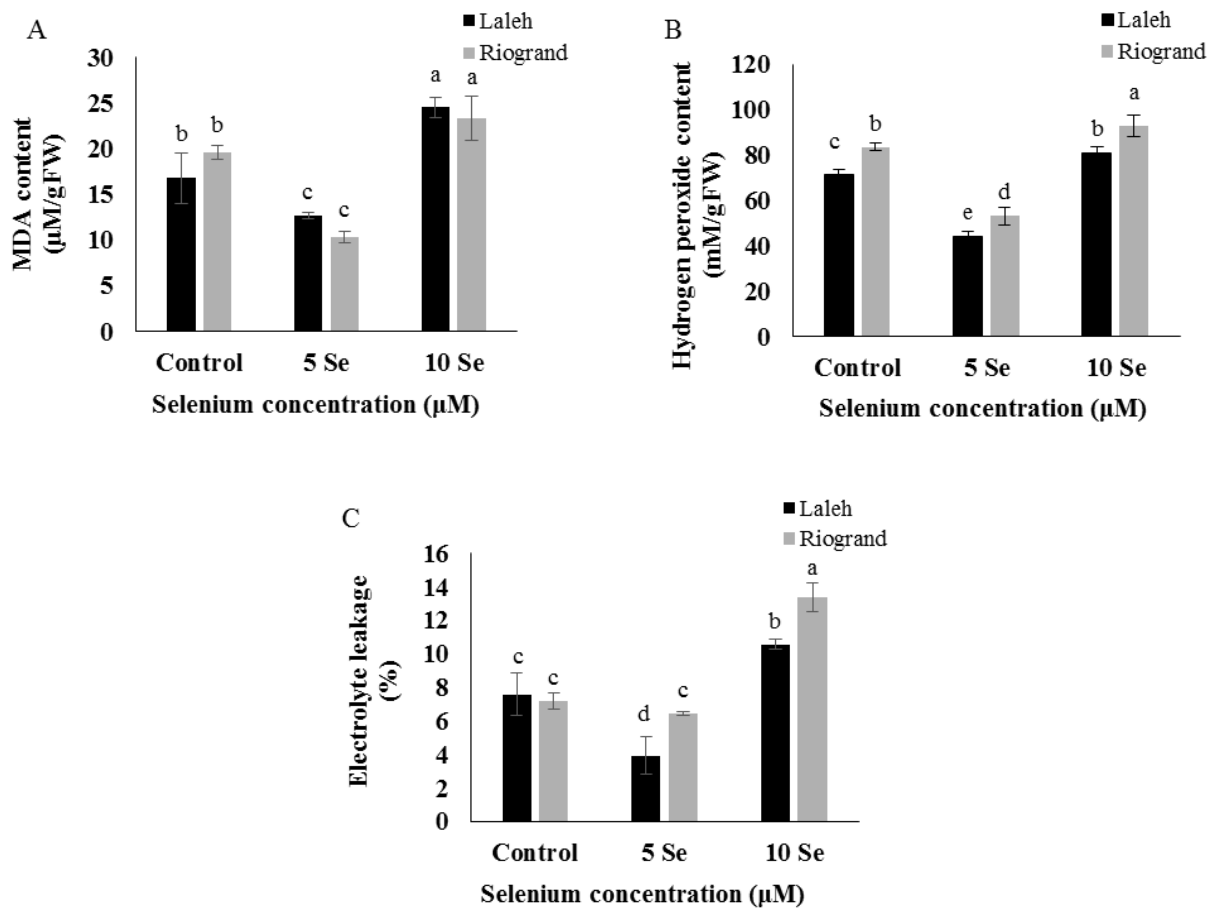 A
Laleh
Riogrand
MDA content
(µM/gFW)
30
25
20
15
10
5
0
b b
c c
a a
Control 5 Se 10 Se
Selenium concentration (µM)
B
Laleh
Riogrand
Hydrogen peroxide content
(mM/gFW)
120
100
80
60
40
20
0
c b
e d
b a
Control 5 Se 10 Se
Selenium concentration (µM)
C
Laleh
Riogrand
Electrolyte leakage
(%)
16
14
12
10
8
6
4
2
0
c c
d c
b a
Control 5 Se 10 Se
Selenium concentration (µM)